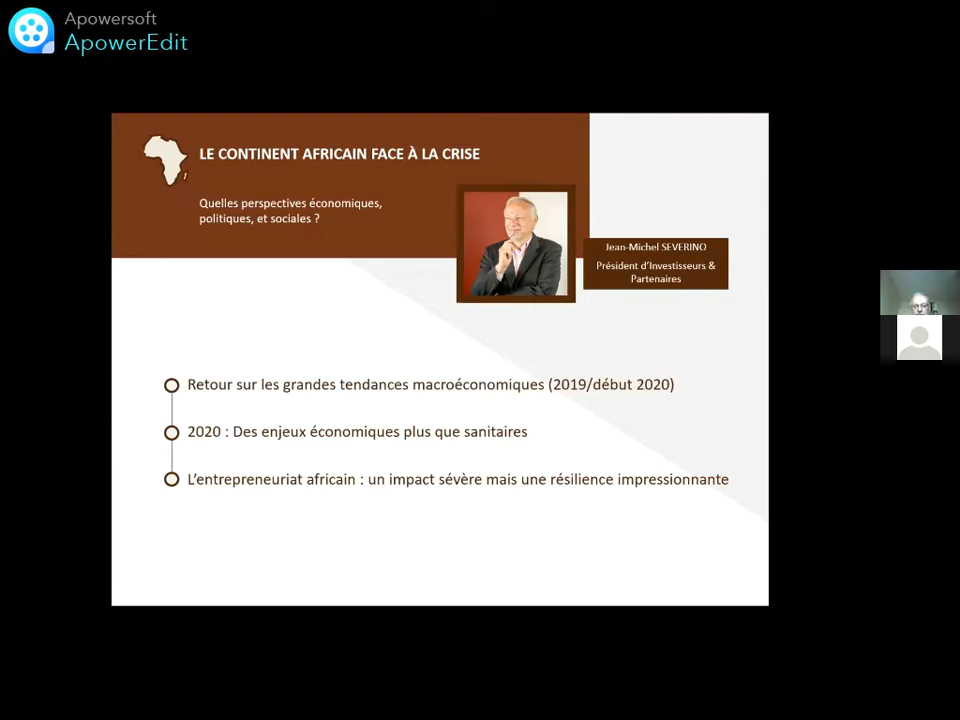 Apowersoft
ApowerEdit
LE CONTINENT AFRICAIN FACE À LA CRISE
Quelles perspectives économiques,
politiques, et sociales ?
Jean-Michel SEVERINO
Président d'Investisseurs &
Partenaires
Retour sur les grandes tendances macroéconomiques (2019/début 2020)
2020 : Des enjeux économiques plus que sanitaires
L'entrepreneuriat africain : un impact sévère mais une résilience impressionnante